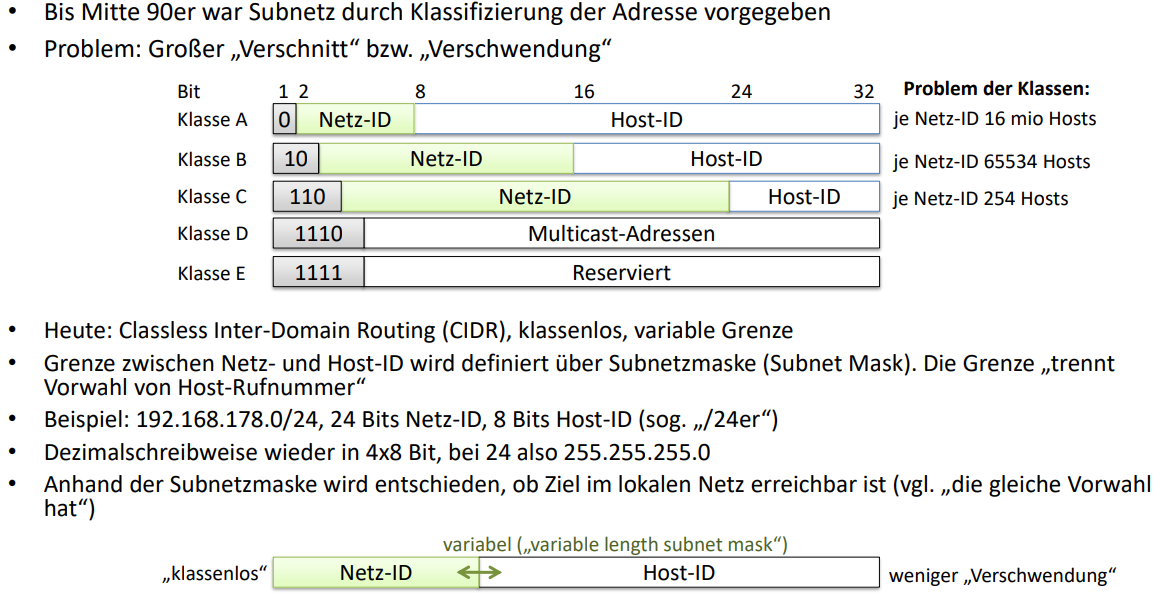 • Bis Mitte 90er war Subnetz durch Klassifizierung der Adresse vorgegeben
• Problem: Großer „Verschnitt“ bzw. „Verschwendung“
Bit 1 2 8 16 24 32 Problem der Klassen:
Klasse A 0 Netz-ID Host-ID je Netz-ID 16 mio Hosts
Klasse B 10 Netz-ID Host-ID je Netz-ID 65534 Hosts
Klasse C 110 Netz-ID Host-ID je Netz-ID 254 Hosts
Klasse D 1110 Multicast-Adressen
Klasse E 1111 Reserviert
• Heute: Classless Inter-Domain Routing (CIDR), klassenlos, variable Grenze
• Grenze zwischen Netz- und Host-ID wird definiert über Subnetzmaske (Subnet Mask). Die Grenze „trennt
Vorwahl von Host-Rufnummer“
• Beispiel: 192.168.178.0/24, 24 Bits Netz-ID, 8 Bits Host-ID (sog. „/24er“)
• Dezimalschreibweise wieder in 4x8 Bit, bei 24 also 255.255.255.0
• Anhand der Subnetzmaske wird entschieden, ob Ziel im lokalen Netz erreichbar ist (vgl. „die gleiche Vorwahl
hat“)
variabel („variable length subnet mask“)
„klassenlos“ Netz-ID Host-ID weniger „Verschwendung“